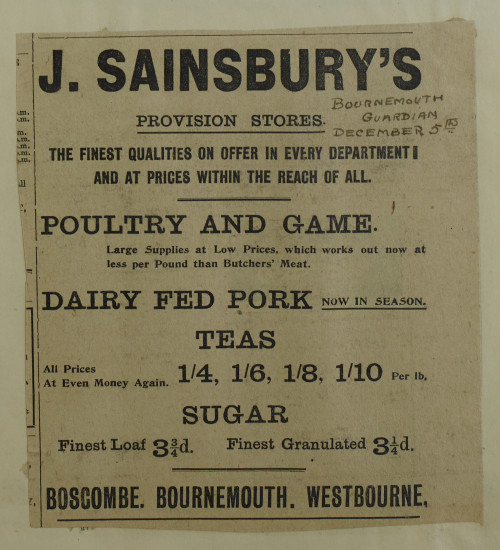 J. SAINSBURY'S
BOURNEMOUTH
GUARDIAN
DECEMBER 5th
PROVISION STORES.
THE FINEST QUALITIES ON OFFER IN EVERY DEPARTMENT
AND AT PRICES WITHIN THE REACH OF ALL.
POULTRY AND GAME.
Large Supplies at Low Prices, which works out now at
less per Pound than Butchers' Meat.
DAIRY FED PORK NOW IN SEASON.
TEAS
All Prices
At Even Money Again. 1/4, 1/6, 1/8, 1/10 Per lb,
SUGAR
Finest Loaf 3¾d. Finest Granulated 3¼d.
BOSCOMBE. BOURNEMOUTH. WESTBOURNE,